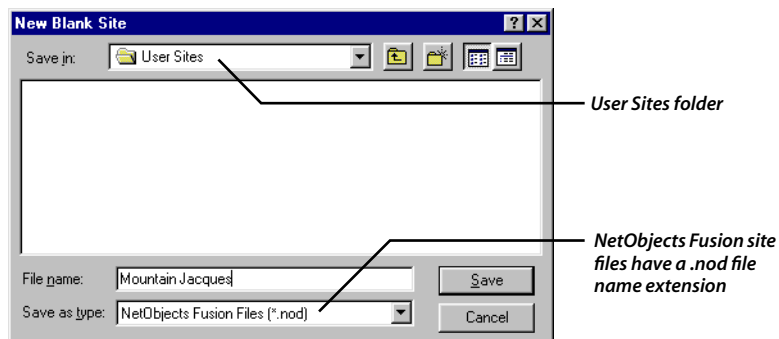 New Blank Site
Save in:
User Sites
User Sites folder
NetObjects Fusion site
files have a .nod file
name extension
File name:
Mountain Jacques
Save
Save as type:
NetObjects Fusion Files (*.nod)
Cancel